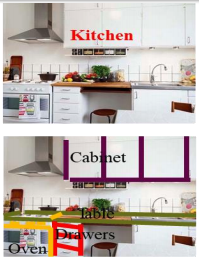 Kitchen
Cabinet
Table
Drawers
Oven